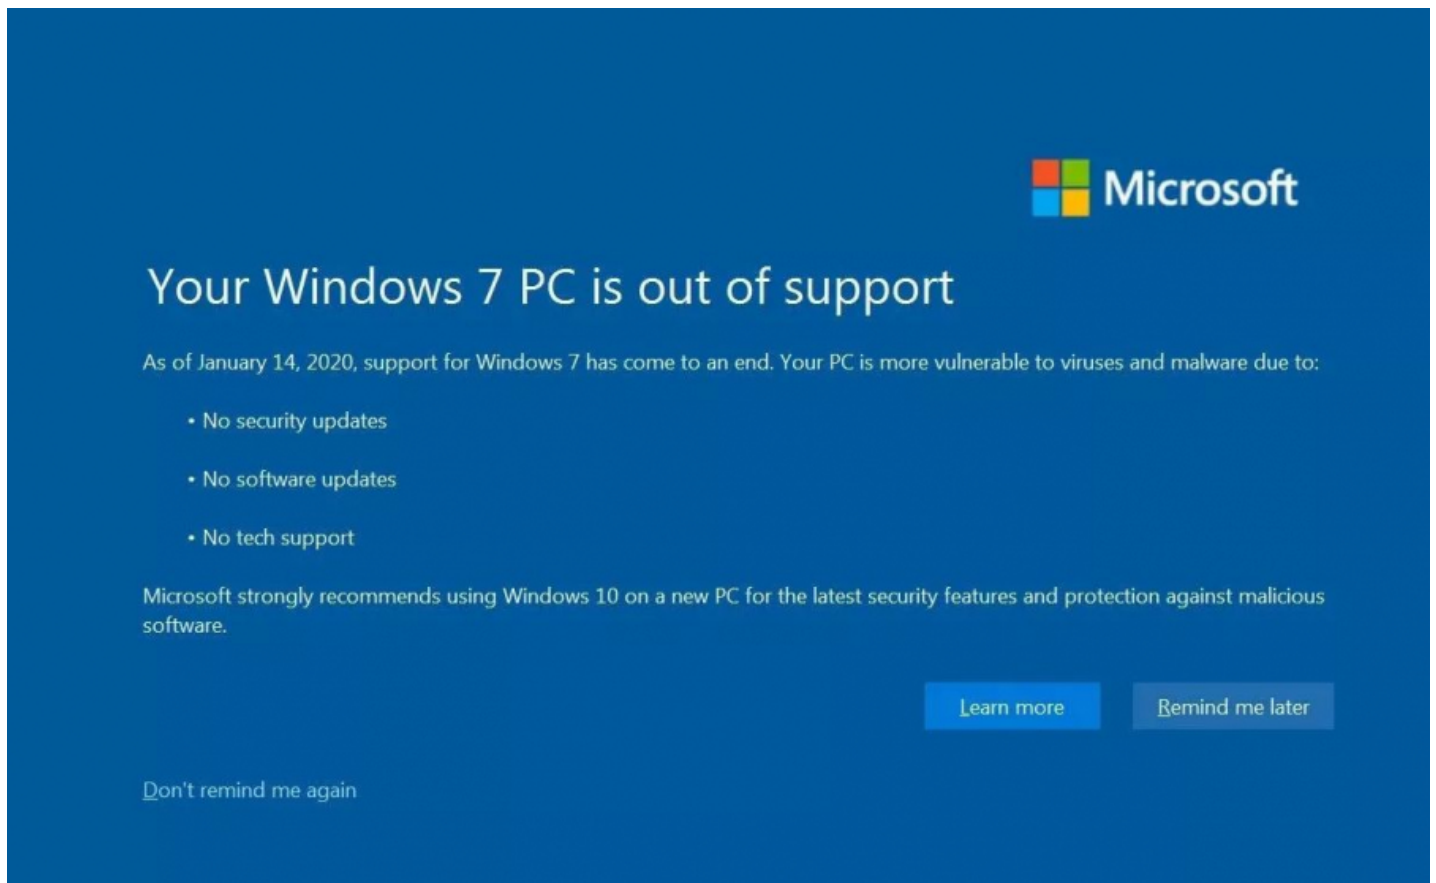 Microsoft
Your Windows 7 PC is out of support
As of January 14, 2020, support for Windows 7 has come to an end. Your PC is more vulnerable to viruses and malware due to:
• No security updates
• No software updates
• No tech support
Microsoft strongly recommends using Windows 10 on a new PC for the latest security features and protection against malicious
software.
Learn more
Remind me later
Don't remind me again